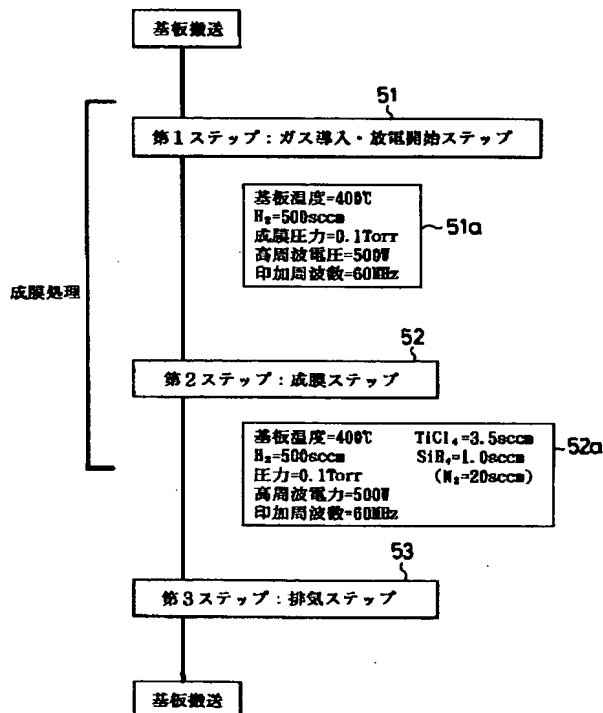 基板搬送
51
第1ステップ:ガス導入・放電開始ステップ
基板温度=400℃
H₂=500sccm
成膜圧力=0.1Torr
高周波電圧=500W
印加周波数=60MHz
51a
成膜処理
52
第2ステップ:成膜ステップ
基板温度=400℃ TiCl₄=3.5sccm
H₂=500sccm SiH₄=1.0sccm
圧力=0.1Torr (N₂=20sccm)
高周波電力=500W
印加周波数=60MHz
52a
53
第3ステップ:排気ステップ
基板搬送